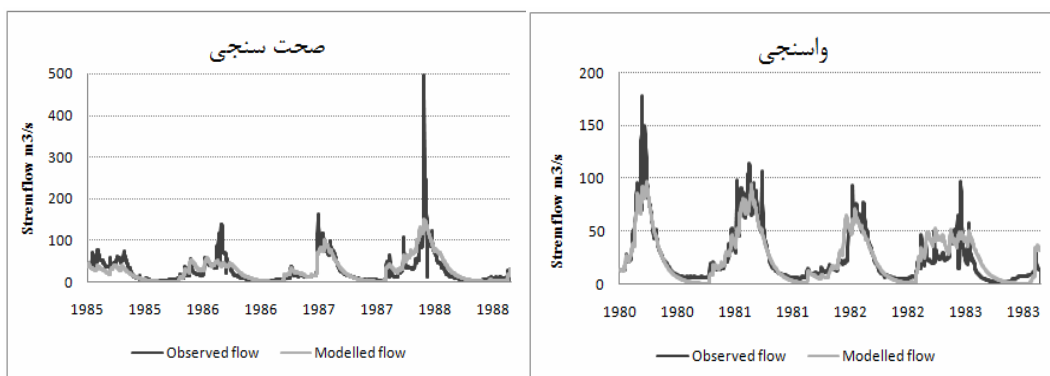 صحت سنجی
Stremflow m3/s
500
400
300
200
100
0
1985 1985 1986 1986 1987 1987 1988 1988
Observed flow Modelled flow
واسنجی
Stremflow m3/s
200
150
100
50
0
1980 1980 1981 1981 1982 1982 1983 1983
Observed flow Modelled flow